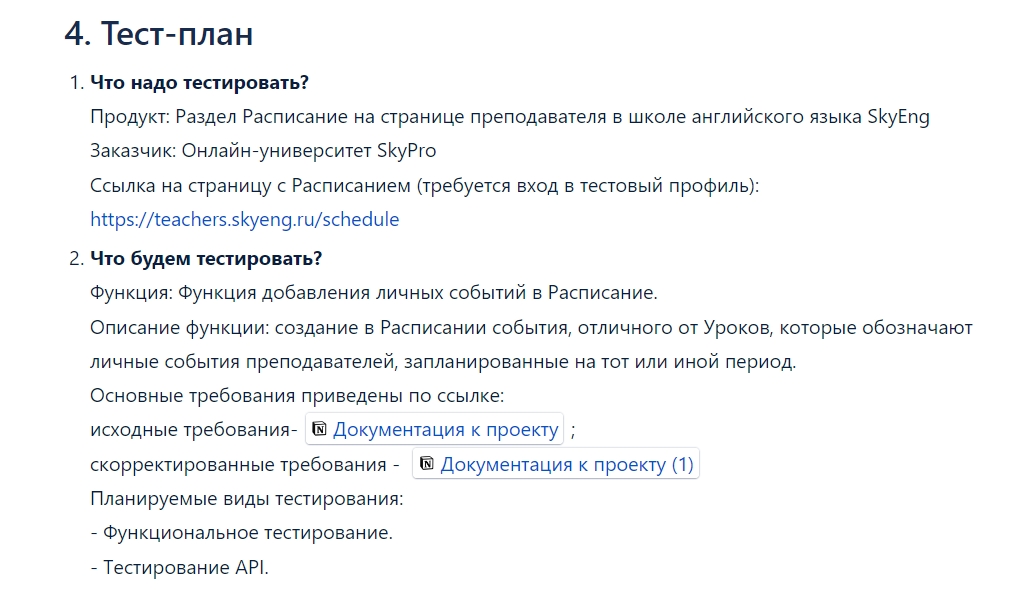 4. Тест-план
1. Что надо тестировать?
Продукт: Раздел Расписание на странице преподавателя в школе английского языка SkyEng
Заказчик: Онлайн-университет SkyPro
Ссылка на страницу с Расписанием (требуется вход в тестовый профиль):
https://teachers.skyeng.ru/schedule
2. Что будем тестировать?
Функция: Функция добавления личных событий в Расписание.
Описание функции: создание в Расписании события, отличного от Уроков, которые обозначают
личные события преподавателей, запланированные на тот или иной период.
Основные требования приведены по ссылке:
исходные требования- Документация к проекту ;
скорректированные требования - Документация к проекту (1)
Планируемые виды тестирования:
- Функциональное тестирование.
- Тестирование API.